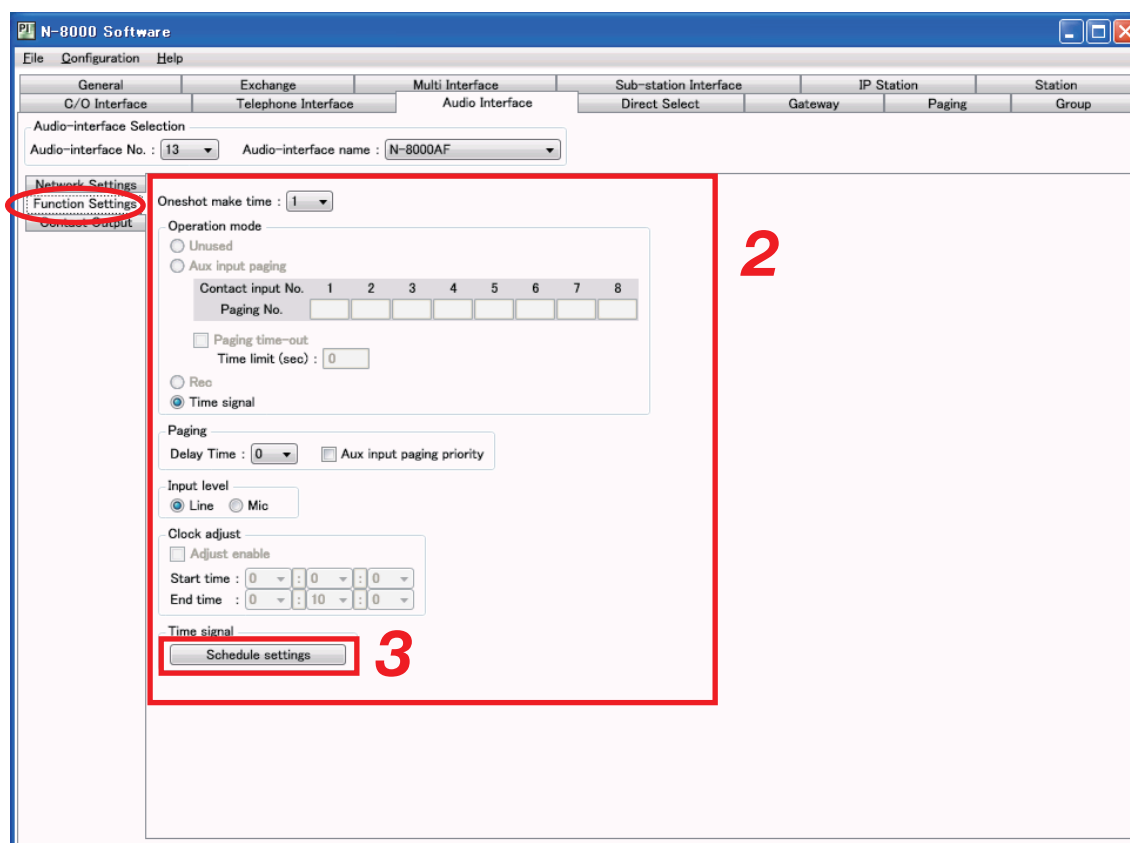 N-8000 Software
File Configuration Help
General Exchange Multi Interface Sub-station Interface IP Station Station
C/O Interface Telephone Interface Audio Interface Direct Select Gateway Paging Group
Audio-interface Selection
Audio-interface No. : 13 Audio-interface name : N-8000AF
Network Settings
Function Settings
Contact Output
Oneshot make time : 1
Operation mode
Unused
Aux input paging
Contact input No. 1 2 3 4 5 6 7 8
Paging No.
Paging time-out
Time limit (sec) : 0
Rec
Time signal
2
Paging
Delay Time : 0 Aux input paging priority
Input level
Line Mic
Clock adjust
Adjust enable
Start time : 0 : 0 : 0
End time : 0 : 10 : 0
Time signal
Schedule settings
3